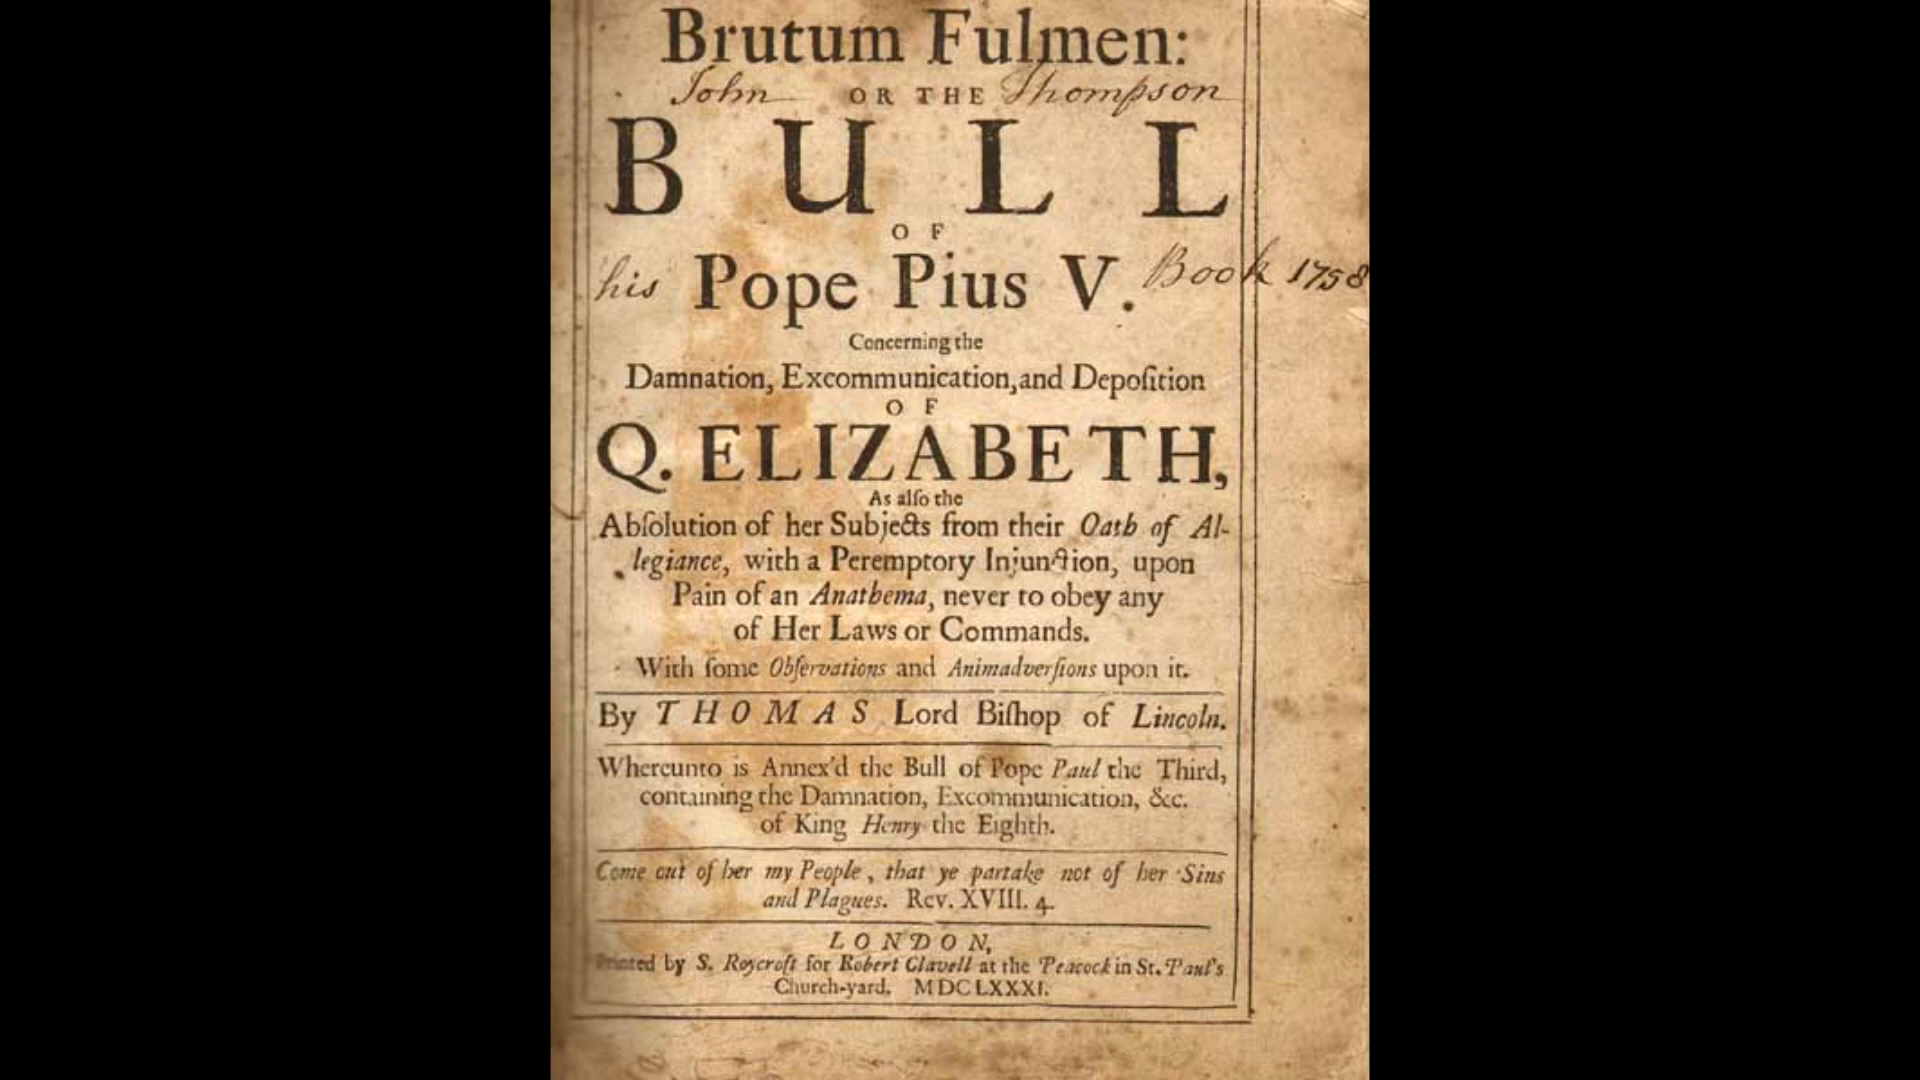 Brutum Fulmen:
John OR THE Thompson
BULL
OF
his Pope Pius V. Book 1758
Concerning the
Damnation, Excommunication, and Depoſition
OF
Q. ELIZABETH,
As alſo the
Abſolution of her Subjects from their Oath of Al-
legiance, with a Peremptory Injunction, upon
Pain of an Anathema, never to obey any
of Her Laws or Commands.
With ſome Obſervations and Animadverſions upon it.
By THOMAS Lord Biſhop of Lincoln.
Whereunto is Annex'd the Bull of Pope Paul the Third,
containing the Damnation, Excommunication, &c.
of King Henry the Eighth.
Come out of her my People, that ye partake not of her Sins
and Plagues. Rev. XVIII. 4.
LONDON,
Printed by S. Roycroft for Robert Clavell at the Peacock in St. Paul's
Church-yard. MDCLXXXI.